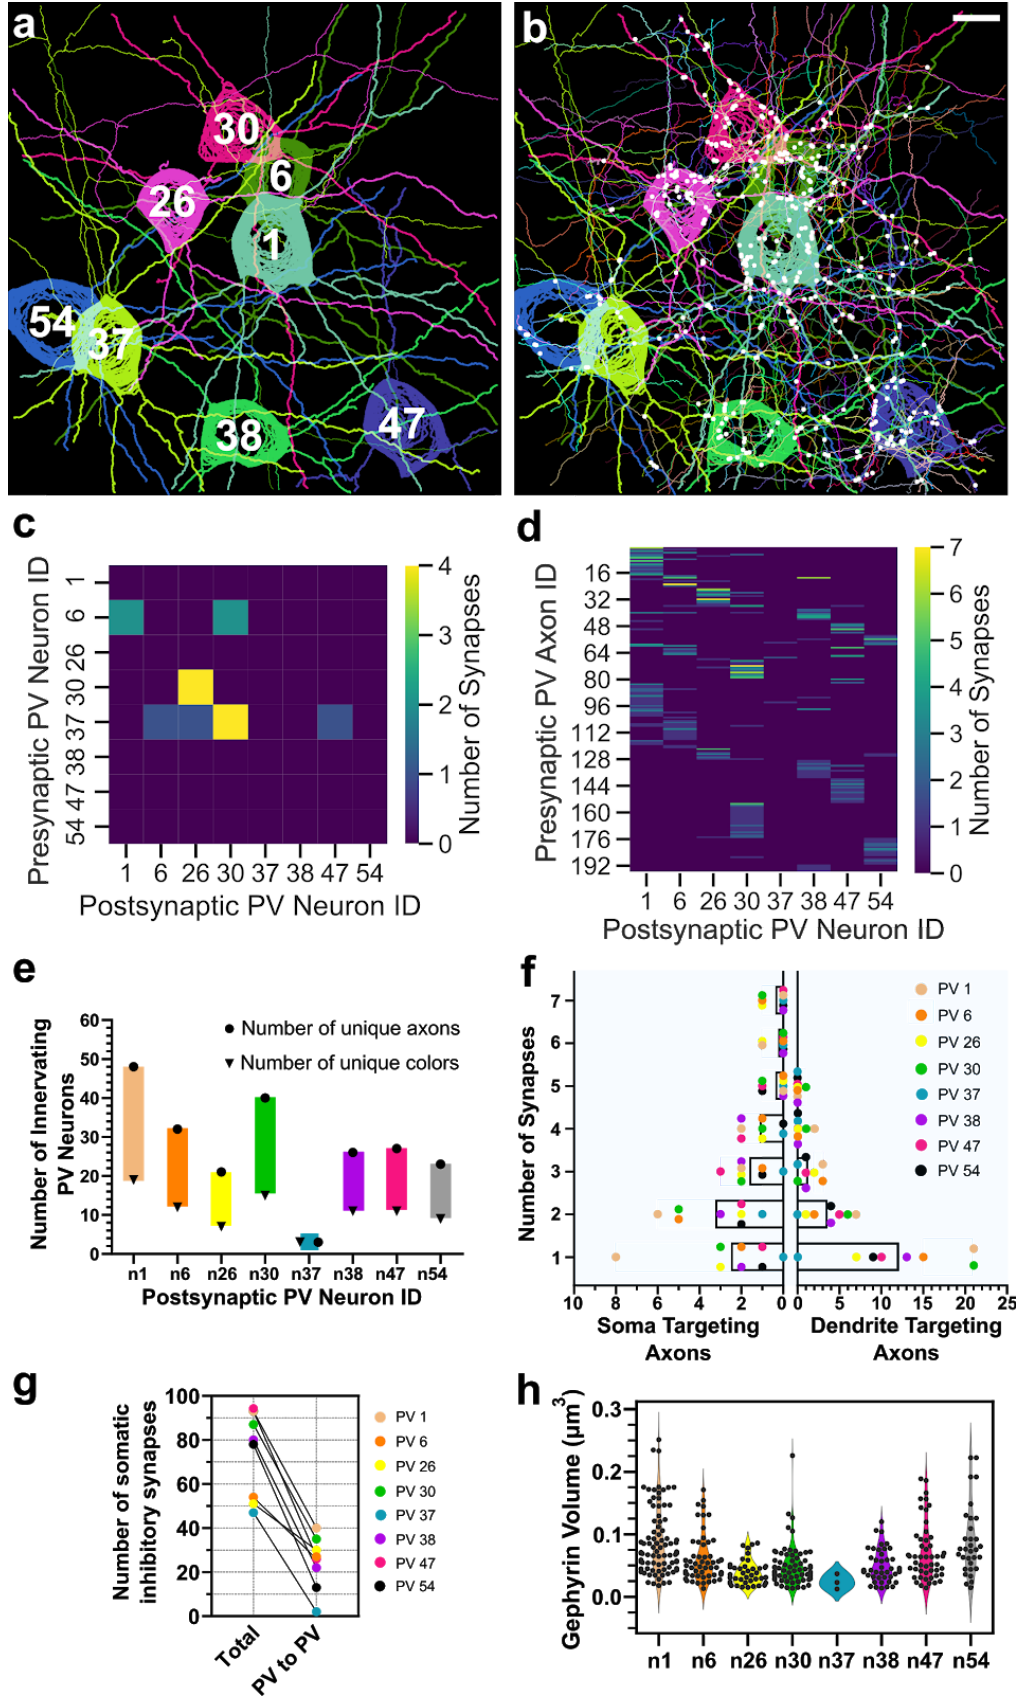 a
30
6
26
1
54
37
38
47
b
c
Presynaptic PV Neuron ID
1
6
26
30
37
38
47
54
1 6 26 30 37 38 47 54
Postsynaptic PV Neuron ID
4
3
2
1
0
Number of Synapses
d
Presynaptic PV Axon ID
16
32
48
64
80
96
112
128
144
160
176
192
1 6 26 30 37 38 47 54
Postsynaptic PV Neuron ID
7
6
5
4
3
2
1
0
Number of Synapses
e
Number of Innervating
PV Neurons
60
50
40
30
20
10
0
Number of unique axons
Number of unique colors
n1 n6 n26 n30 n37 n38 n47 n54
Postsynaptic PV Neuron ID
f
Number of Synapses
7
6
5
4
3
2
1
PV 1
PV 6
PV 26
PV 30
PV 37
PV 38
PV 47
PV 54
10 8 6 4 2 0 0 5 10 15 20 25
Soma Targeting
Axons
Dendrite Targeting
Axons
g
Number of somatic
inhibitory synapses
100
80
60
40
20
0
Total
PV to PV
PV 1
PV 6
PV 26
PV 30
PV 37
PV 38
PV 47
PV 54
h
Gephyrin Volume (µm³)
0.3
0.2
0.1
0.0
n1 n6 n26 n30 n37 n38 n47 n54